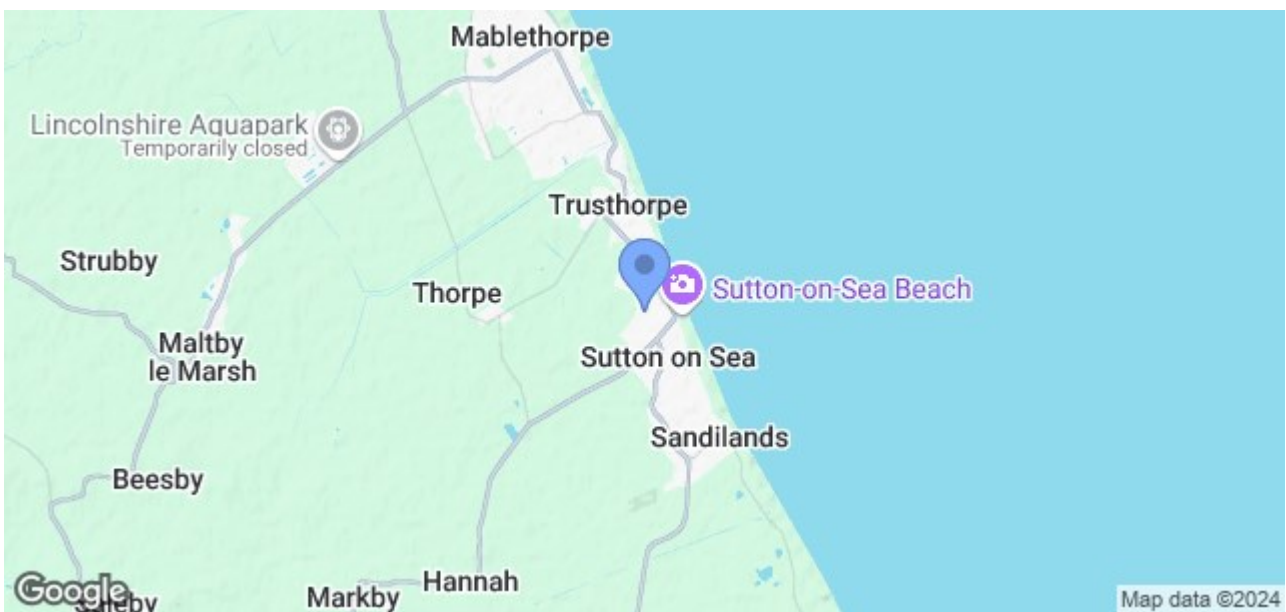 Mablethorpe
Lincolnshire Aquapark
Temporarily closed
Trusthorpe
Strubby
Thorpe
Sutton-on-Sea Beach
Maltby
le Marsh
Sutton on Sea
Sandilands
Beesby
Hannah
Markby
Google
Map data ©2024